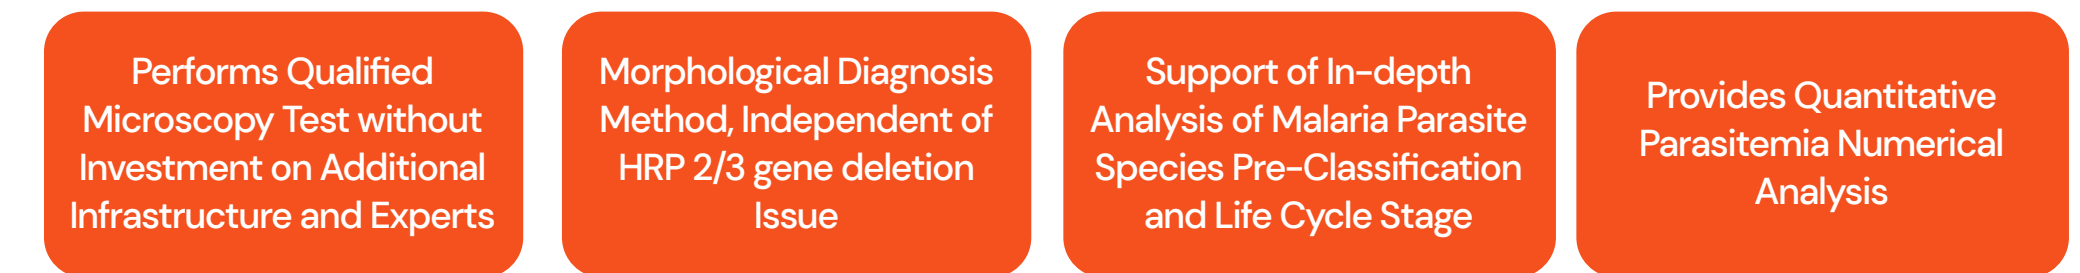 Performs Qualified
Microscopy Test without
Investment on Additional
Infrastructure and Experts
Morphological Diagnosis
Method, Independent of
HRP 2/3 gene deletion
Issue
Support of In-depth
Analysis of Malaria Parasite
Species Pre-Classification
and Life Cycle Stage
Provides Quantitative
Parasitemia Numerical
Analysis